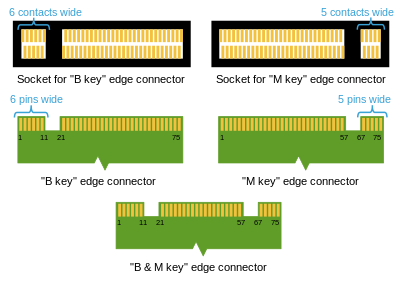 6 contacts wide
5 contacts wide
Socket for "B key" edge connector
Socket for "M key" edge connector
6 pins wide
5 pins wide
1 11 21 75
1 57 67 75
"B key" edge connector
"M key" edge connector
1 11 21 57 67 75
"B & M key" edge connector